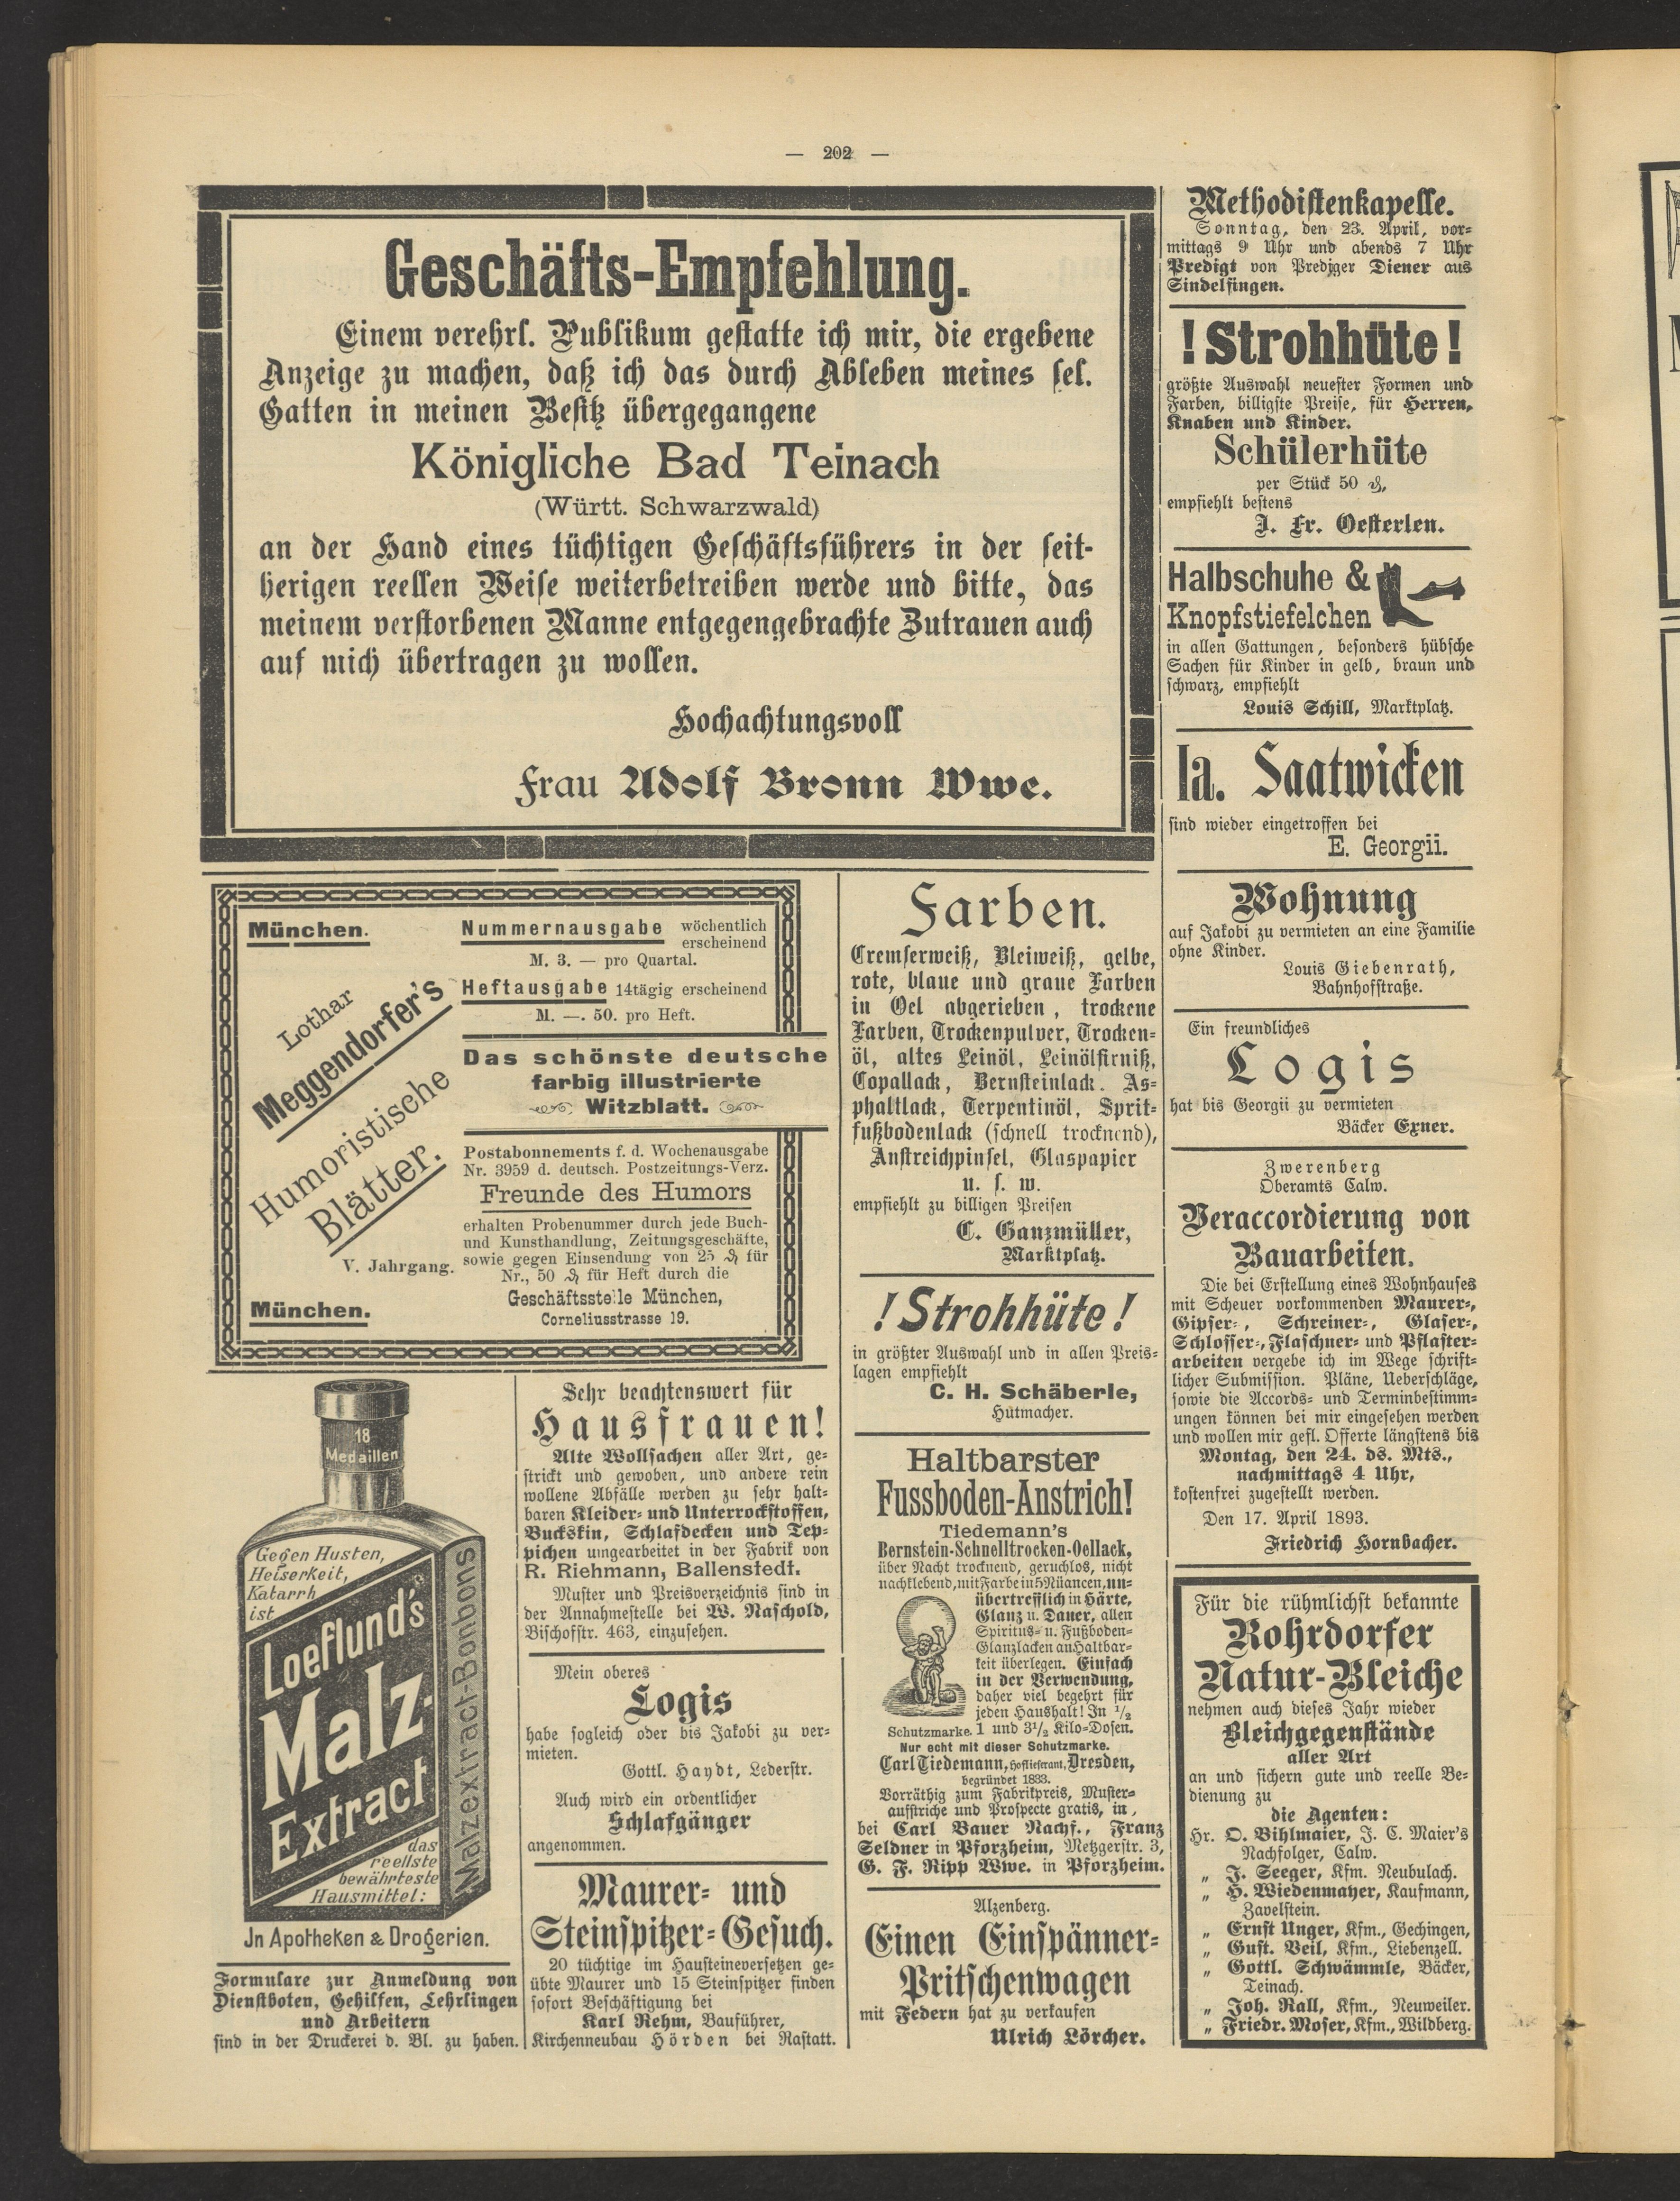 — 202 —
Geschäfts-Empfehlung.
Einem verehrl. Publikum gestatte ich mir, die ergebene
Anzeige zu machen, daß ich das durch Ableben meines sel.
Gatten in meinen Besitz übergegangene
Königliche Bad Teinach
(Württ. Schwarzwald)
an der Hand eines tüchtigen Geschäftsführers in der seit-
herigen reellen Weise weiterbetreiben werde und bitte, das
meinem verstorbenen Manne entgegengebrachte Zutrauen auch
auf mich übertragen zu wollen.
Hochachtungsvoll
Frau Adolf Bronn Wwe.
München.
Lothar
Meggendorfer's
Humoristische
Blätter.
V. Jahrgang.
München.
Nummernausgabe wöchentlich
erscheinend
M. 3. — pro Quartal.
Heftausgabe 14tägig erscheinend
M. —. 50. pro Heft.
Das schönste deutsche
farbig illustrierte
Witzblatt.
Postabonnements f. d. Wochenausgabe
Nr. 3959 d. deutsch. Postzeitungs-Verz.
Freunde des Humors
erhalten Probenummer durch jede Buch-
und Kunsthandlung, Zeitungsgeschäfte,
sowie gegen Einsendung von 25 ₰ für
Nr., 50 ₰ für Heft durch die
Geschäftsstelle München,
Corneliusstrasse 19.
18
Medaillen
Gegen Husten,
Heiserkeit,
Katarrh
ist
Loeflund's
Malz-
Extract
das
reellste
bewährteste
Hausmittel:
Malzextract-Bonbons
Jn Apotheken & Drogerien.
Formulare zur Anmeldung von
Dienstboten, Gehilfen, Lehrlingen
und Arbeitern
sind in der Druckerei d. Bl. zu haben.
Sehr beachtenswert für
Hausfrauen!
Alte Wollsachen aller Art, ge-
strickt und gewoben, und andere rein
wollene Abfälle werden zu sehr halt-
baren Kleider- und Unterrockstoffen,
Buckskin, Schlafdecken und Tep-
pichen umgearbeitet in der Fabrik von
R. Riehmann, Ballenstedt.
Muster und Preisverzeichnis sind in
der Annahmestelle bei W. Naschold,
Bischofstr. 463, einzusehen.
Mein oberes
Logis
habe sogleich oder bis Jakobi zu ver-
mieten.
Gottl. Haydt, Lederstr.
Auch wird ein ordentlicher
Schlafgänger
angenommen.
Maurer- und
Steinspitzer-Gesuch.
20 tüchtige im Hausteineversetzen ge-
übte Maurer und 15 Steinspitzer finden
sofort Beschäftigung bei
Karl Rehm, Bauführer,
Kirchenneubau Hörden bei Rastatt.
Farben.
Cremserweiß, Bleiweiß, gelbe,
rote, blaue und graue Farben
in Oel abgerieben, trockene
Farben, Trockenpulver, Trocken-
öl, altes Leinöl, Leinölfirniß,
Copallack, Bernsteinlack. As-
phaltlack, Terpentinöl, Sprit-
fußbodenlack (schnell trocknend),
Anstreichpinsel, Glaspapier
u. s. w.
empfiehlt zu billigen Preisen
C. Ganzmüller,
Marktplatz.
! Strohhüte !
in größter Auswahl und in allen Preis-
lagen empfiehlt
C. H. Schäberle,
Hutmacher.
Haltbarster
Fussboden-Anstrich!
Tiedemann's
Bernstein-Schnelltrocken-Oellack,
über Nacht trocknend, geruchlos, nicht
nachklebend, mit Farbe in 5 Nüancen, un-
übertrefflich in Härte,
Glanz u. Dauer, allen
Spiritus- u. Fußboden-
Glanzlacken an Haltbar-
keit überlegen. Einfach
in der Verwendung,
daher viel begehrt für
jeden Haushalt! In 1/2
Schutzmarke. 1 und 3 1/2 Kilo-Dosen.
Nur echt mit dieser Schutzmarke.
Carl Tiedemann, Hoflieferant, Dresden,
begründet 1833.
Vorräthig zum Fabrikpreis, Muster-
aufstriche und Prospecte gratis, in,
bei Carl Bauer Nachf., Franz
Seldner in Pforzheim, Metzgerstr. 3,
G. F. Ripp Wwe. in Pforzheim.
Alzenberg.
Einen Einspänner-
Pritschenwagen
mit Federn hat zu verkaufen
Ulrich Lörcher.
Methodistenkapelle.
Sonntag, den 23. April, vor-
mittags 9 Uhr und abends 7 Uhr
Predigt von Prediger Diener aus
Sindelfingen.
! Strohhüte !
größte Auswahl neuester Formen und
Farben, billigste Preise, für Herren,
Knaben und Kinder.
Schülerhüte
per Stück 50 ₰,
empfiehlt bestens
J. Fr. Oesterlen.
Halbschuhe &
Knopfstiefelchen
in allen Gattungen, besonders hübsche
Sachen für Kinder in gelb, braun und
schwarz, empfiehlt
Louis Schill, Marktplatz.
Ia. Saatwicken
sind wieder eingetroffen bei
E. Georgii.
Wohnung
auf Jakobi zu vermieten an eine Familie
ohne Kinder.
Louis Giebenrath,
Bahnhofstraße.
Ein freundliches
Logis
hat bis Georgii zu vermieten
Bäcker Exner.
Zwerenberg
Oberamts Calw.
Veraccordierung von
Bauarbeiten.
Die bei Erstellung eines Wohnhauses
mit Scheuer vorkommenden Maurer-,
Gipser-, Schreiner-, Glaser-,
Schlosser-, Flaschner- und Pflaster-
arbeiten vergebe ich im Wege schrift-
licher Submission. Pläne, Ueberschläge,
sowie die Accords- und Terminbestimm-
ungen können bei mir eingesehen werden
und wollen mir gefl. Offerte längstens bis
Montag, den 24. ds. Mts.,
nachmittags 4 Uhr,
kostenfrei zugestellt werden.
Den 17. April 1893.
Friedrich Hornbacher.
Für die rühmlichst bekannte
Rohrdorfer
Natur-Bleiche
nehmen auch dieses Jahr wieder
Bleichgegenstände
aller Art
an und sichern gute und reelle Be-
dienung zu
die Agenten:
Hr. O. Bihlmaier, J. C. Maier's
Nachfolger, Calw.
„ J. Seeger, Kfm. Neubulach.
„ H. Wiedenmayer, Kaufmann,
Zavelstein.
„ Ernst Unger, Kfm., Gechingen,
„ Gust. Veil, Kfm., Liebenzell.
„ Gottl. Schwämmle, Bäcker,
Teinach.
„ Joh. Rall, Kfm., Neuweiler.
„ Friedr. Moser, Kfm., Wildberg.